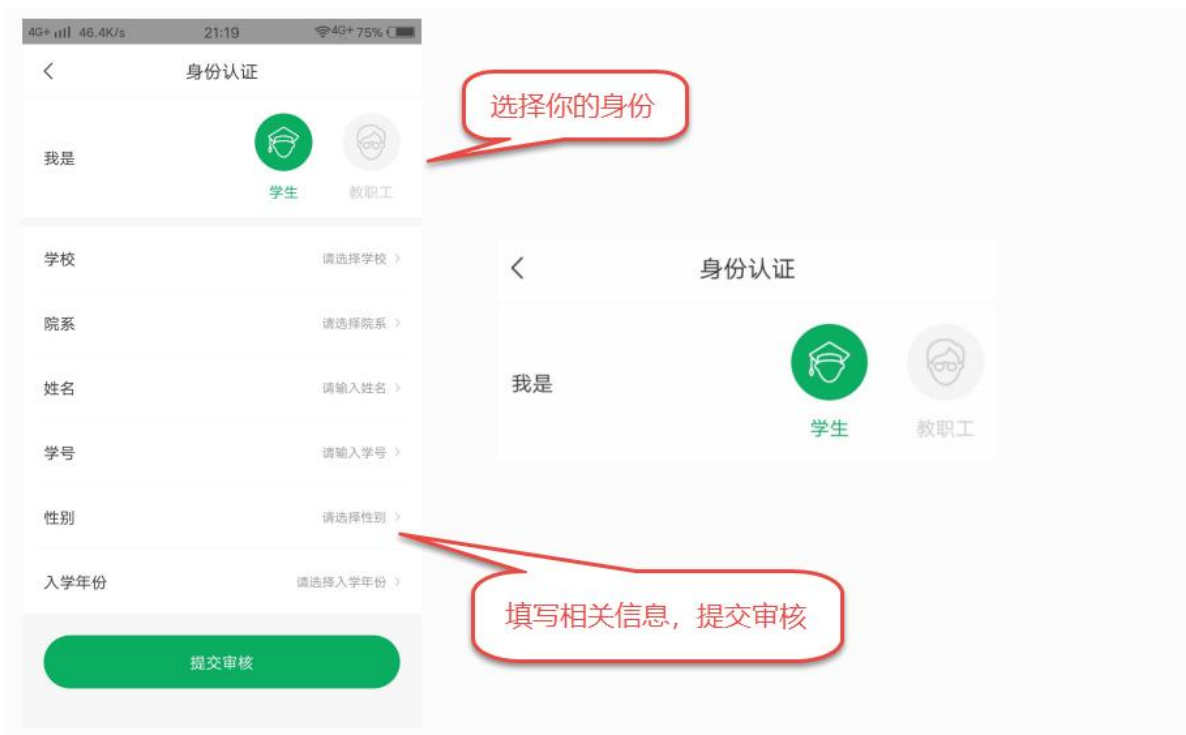 4G+ 46.4K/s 21:19 4G+ 75%
身份认证
我是
学生 教职工
学校 请选择学校
院系 请选择院系
姓名 请输入姓名
学号 请输入学号
性别 请选择性别
入学年份 请选择入学年份
提交审核
选择你的身份
身份认证
我是
学生 教职工
填写相关信息，提交审核